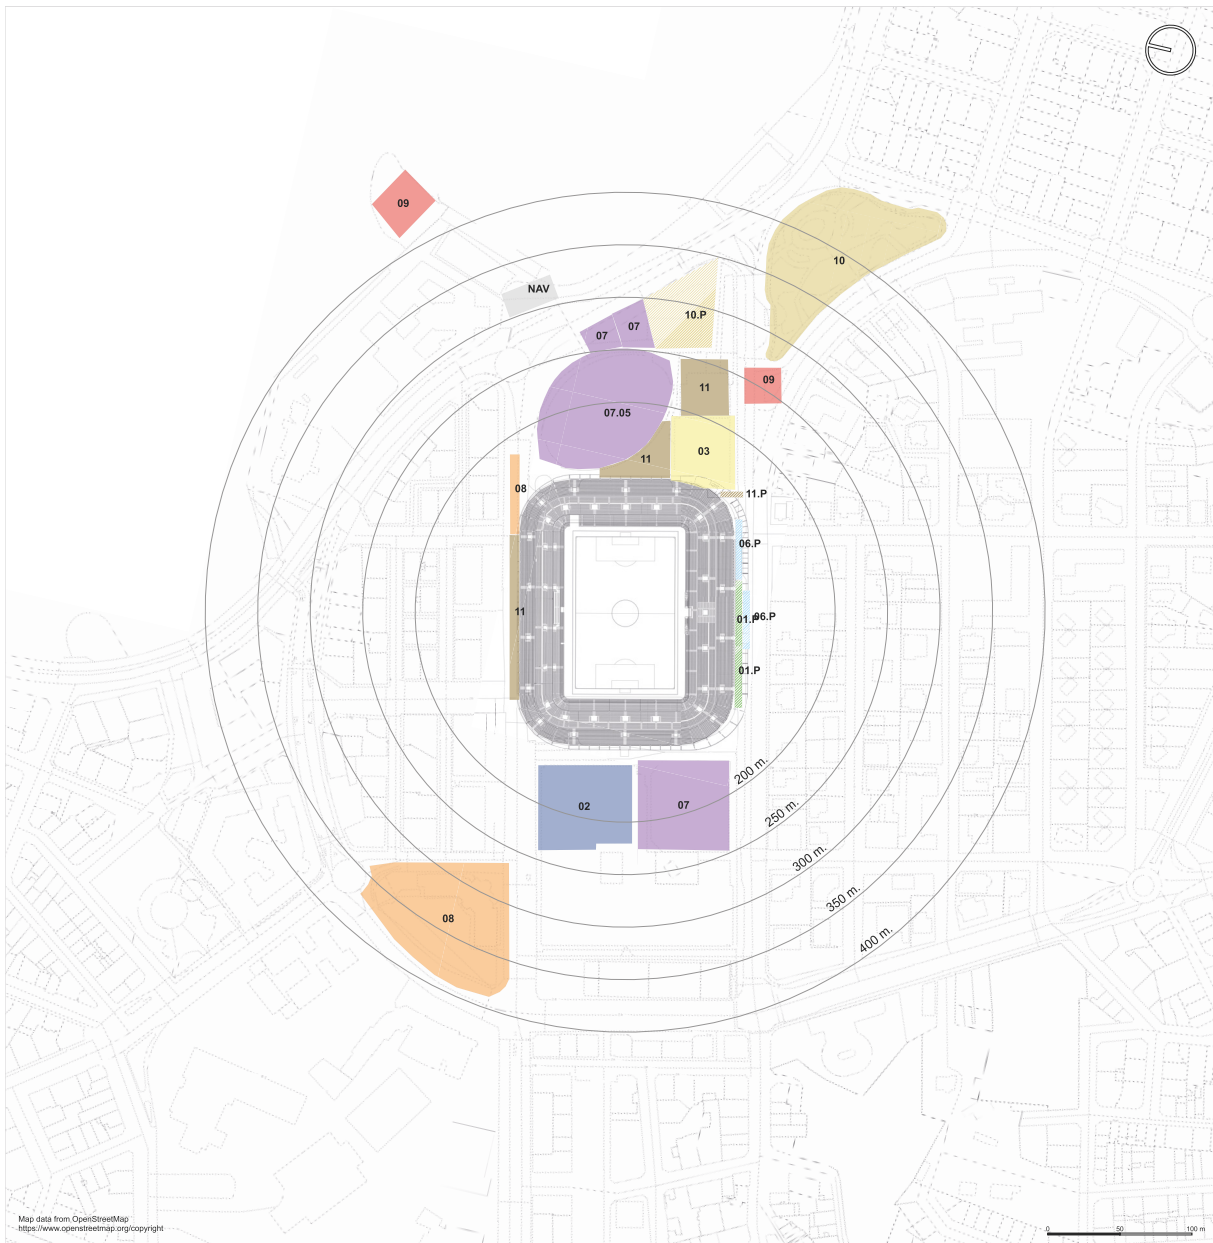 09
10
NAV
10.P
07
07
09
11
07.05
03
11
08
11.P
06.P
11
01.P
06.P
01.P
200 m.
02
07
250 m.
300 m.
350 m.
08
400 m.
Map data from OpenStreetMap
https://www.openstreetmap.org/copyright
0 50 100 m